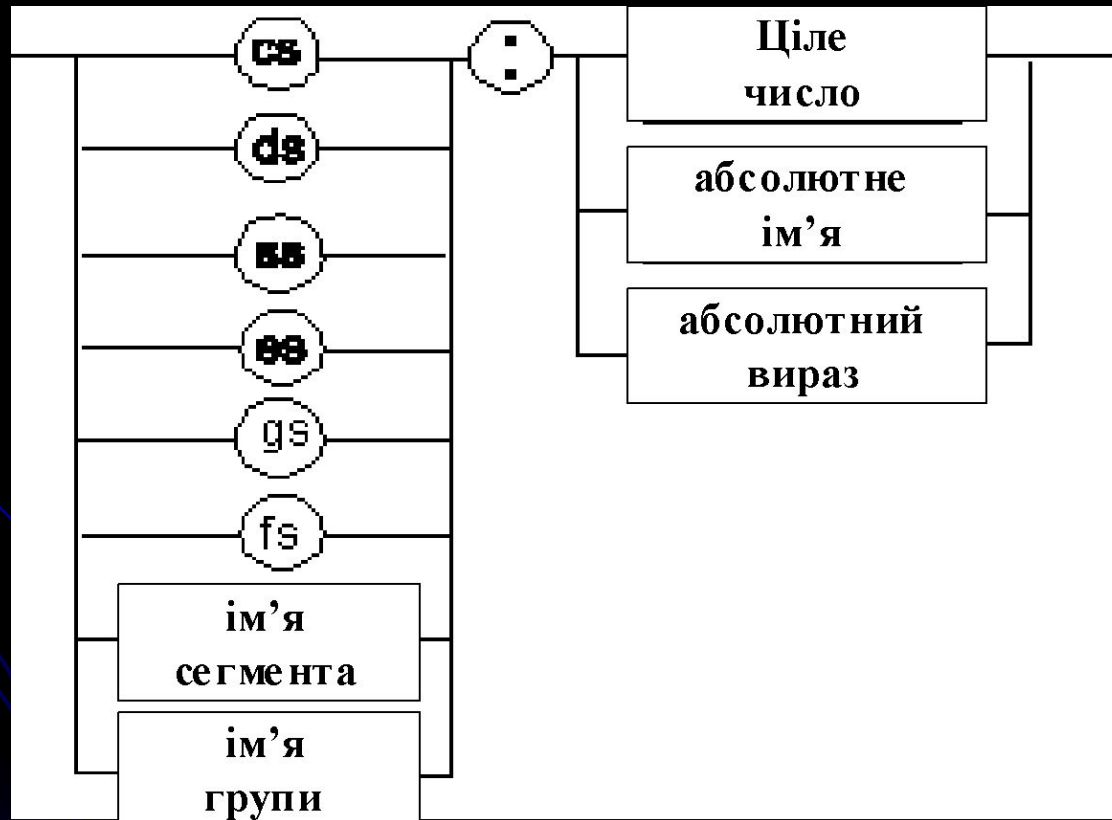 cs
:
Ціле
число
ds
абсолютне
ім’я
ss
абсолютний
вираз
es
gs
fs
ім’я
сегмента
ім’я
групи